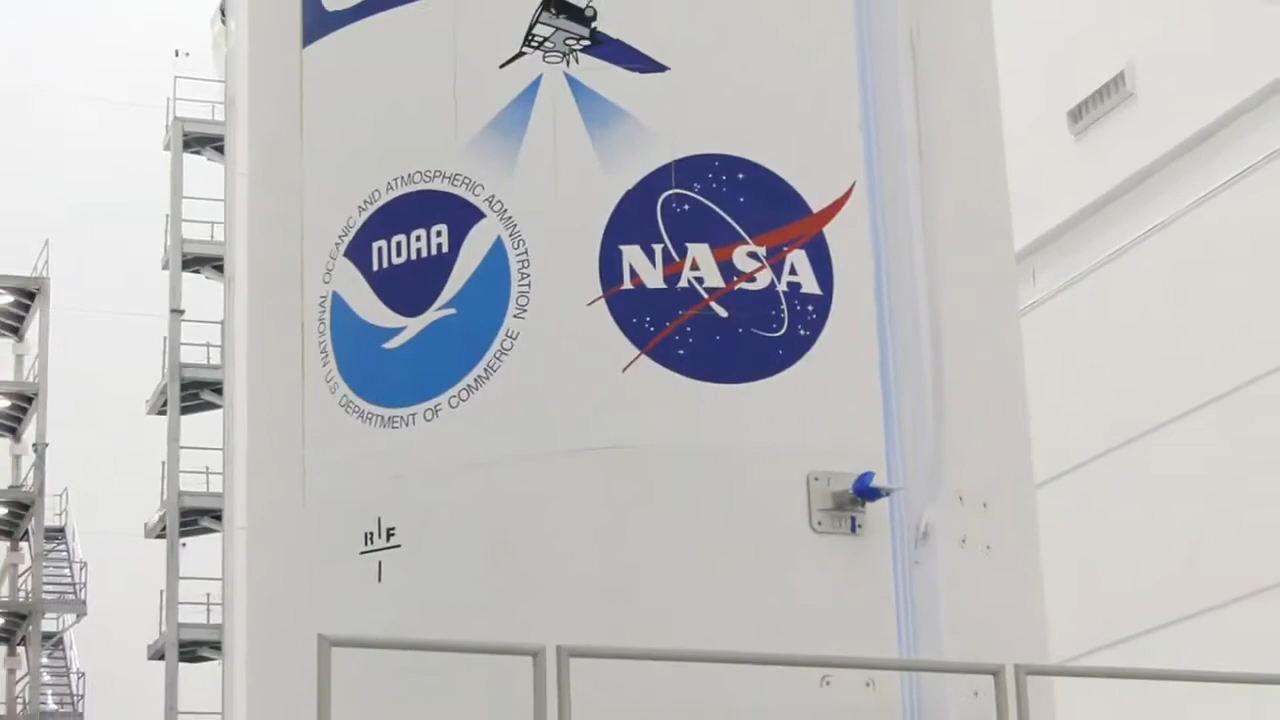 NATIONAL OCEANIC AND ATMOSPHERIC ADMINISTRATION
NOAA
U.S. DEPARTMENT OF COMMERCE
NASA
R F